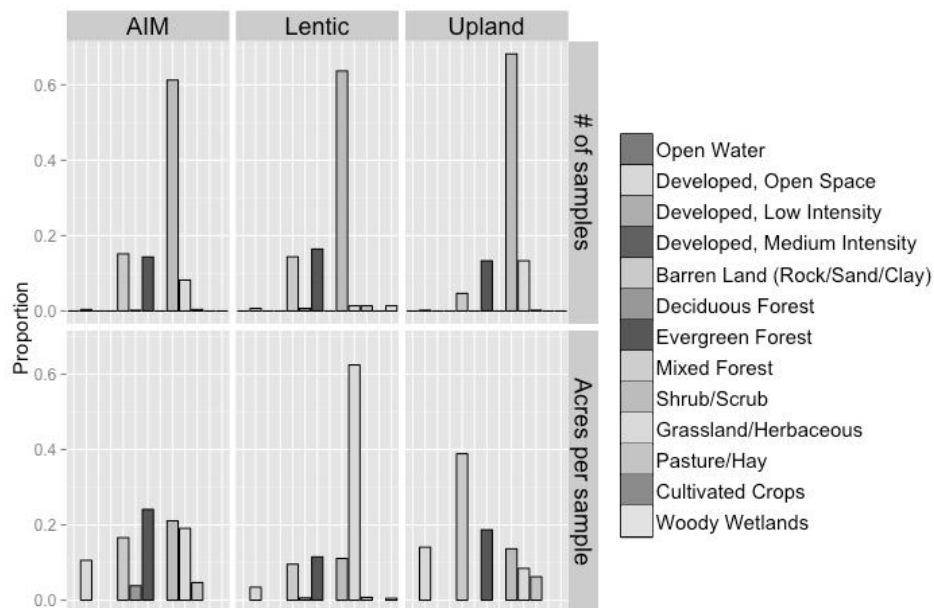 AIM Lentic Upland
0.6
0.4
0.2
0.0
# of samples
Proportion
0.6
0.4
0.2
0.0
Acres per sample
Open Water
Developed, Open Space
Developed, Low Intensity
Developed, Medium Intensity
Barren Land (Rock/Sand/Clay)
Deciduous Forest
Evergreen Forest
Mixed Forest
Shrub/Scrub
Grassland/Herbaceous
Pasture/Hay
Cultivated Crops
Woody Wetlands